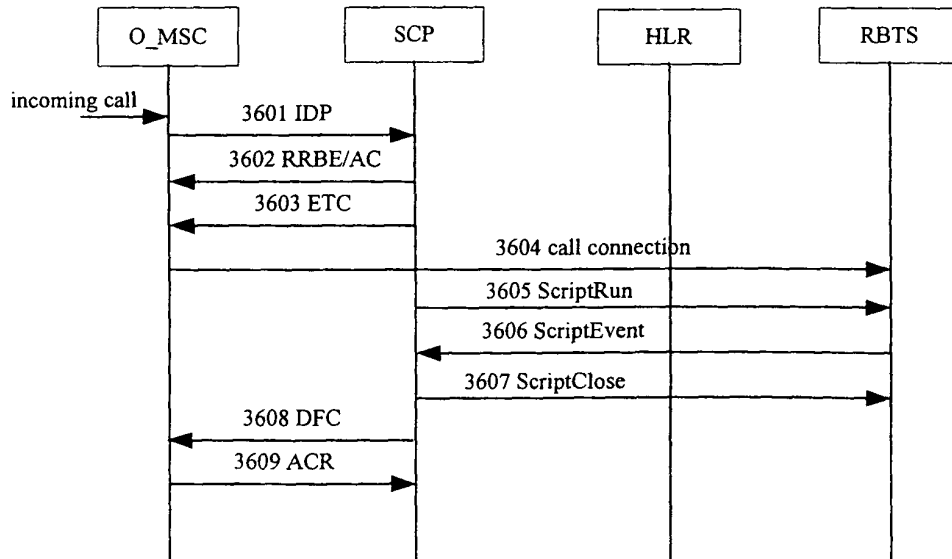 O_MSC
SCP
HLR
RBTS
incoming call
3601 IDP
3602 RRBE/AC
3603 ETC
3604 call connection
3605 ScriptRun
3606 ScriptEvent
3607 ScriptClose
3608 DFC
3609 ACR